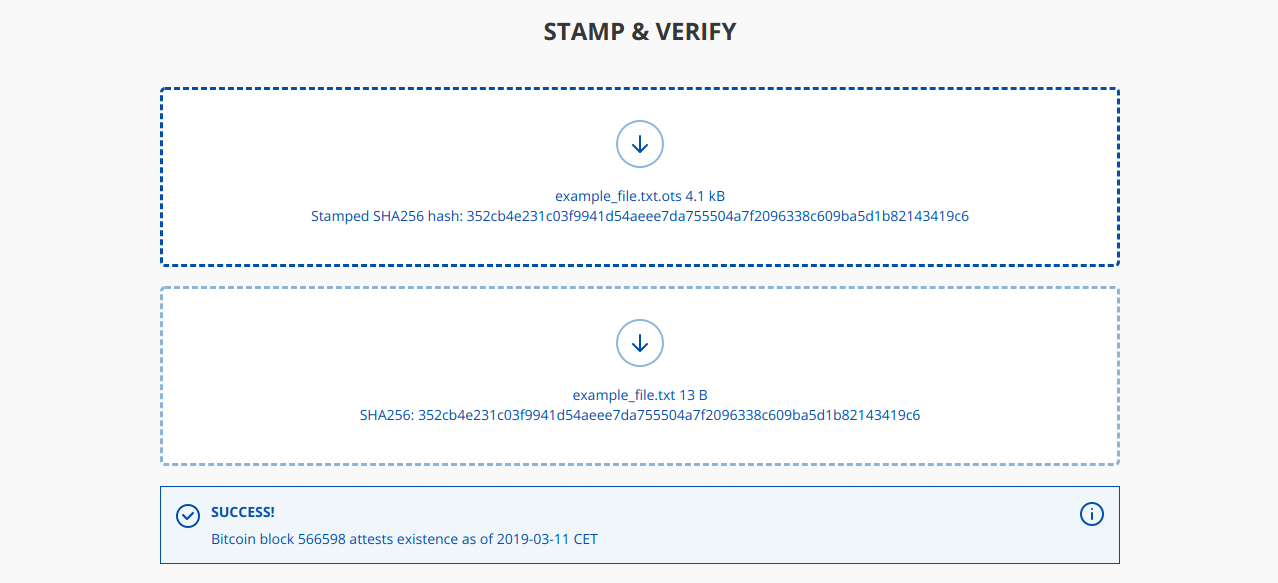 STAMP & VERIFY
example_file.txt.ots 4.1 kB
Stamped SHA256 hash: 352cb4e231c03f9941d54aeee7da755504a7f2096338c609ba5d1b82143419c6
example_file.txt 13 B
SHA256: 352cb4e231c03f9941d54aeee7da755504a7f2096338c609ba5d1b82143419c6
SUCCESS!
Bitcoin block 566598 attests existence as of 2019-03-11 CET